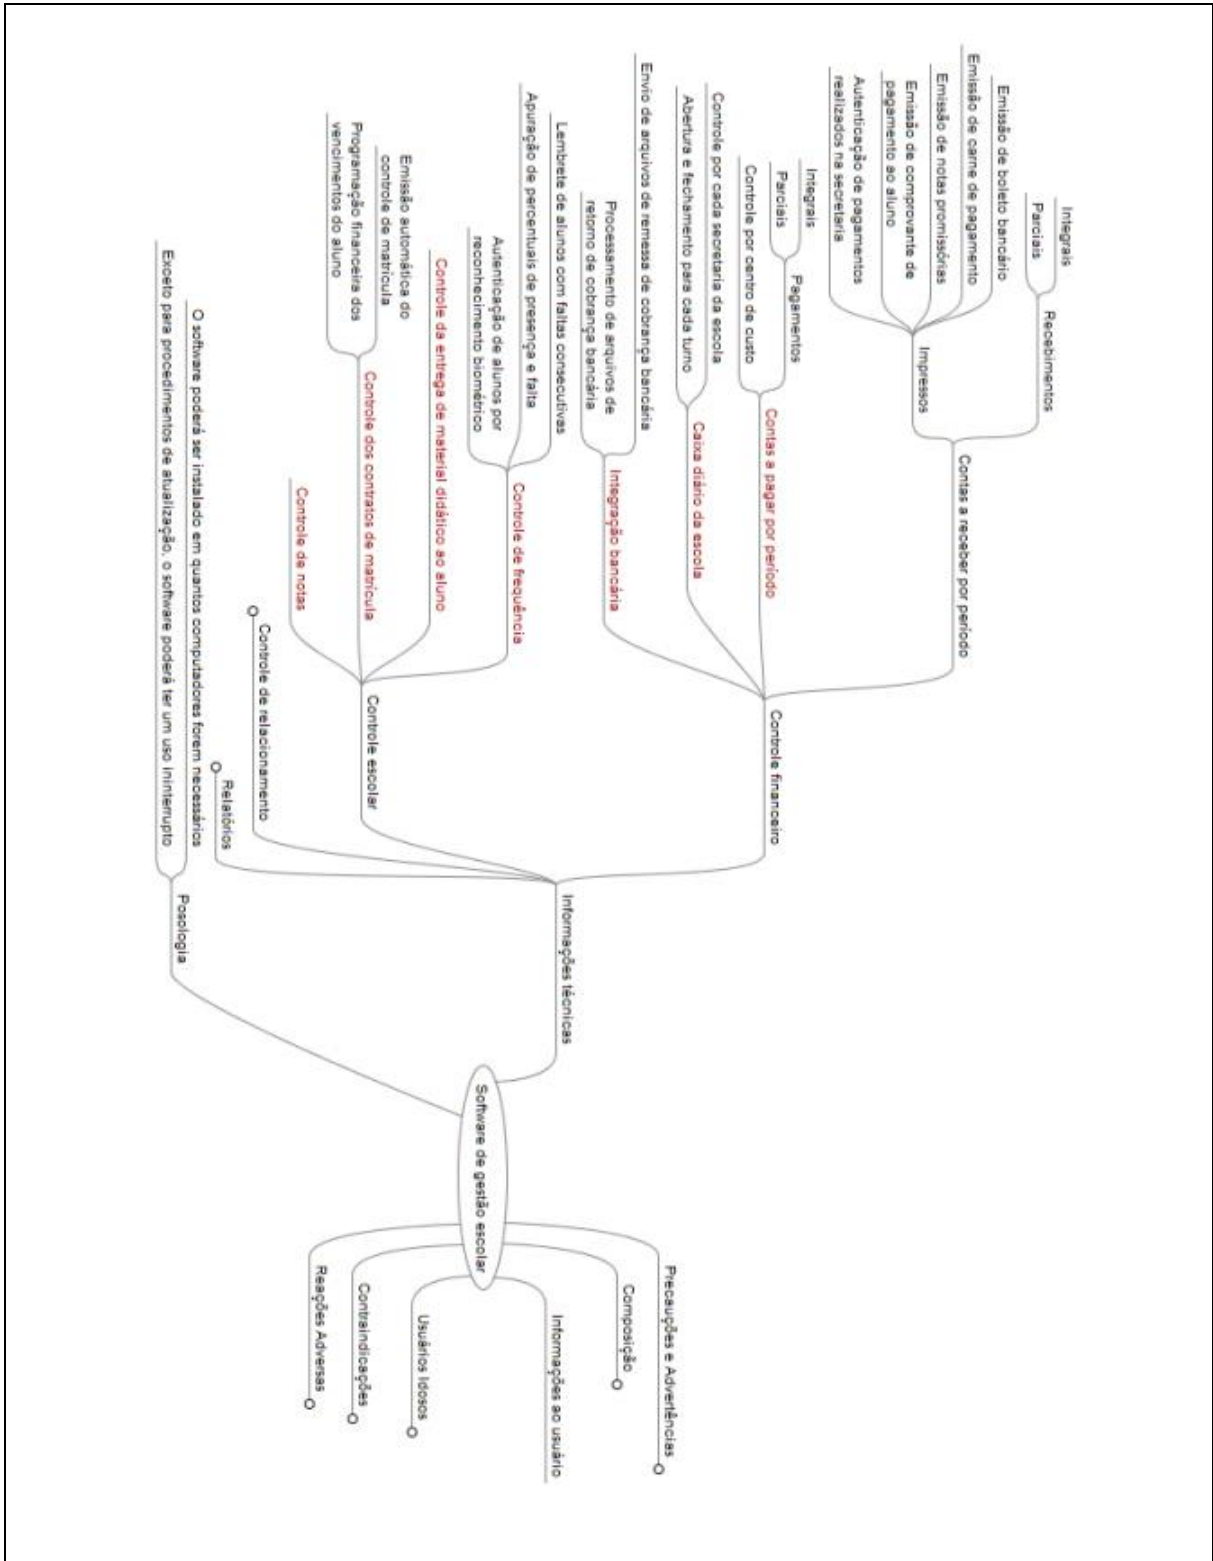 Integrais
Parciais
Recebimentos
Emissão de boleto bancário
Emissão de carne de pagamento
Emissão de notas promissórias
Emissão de comprovante de
pagamento ao aluno
Autenticação de pagamentos
realizados na secretaria
Impressos
Contas a receber por período
Integrais
Parciais
Pagamentos
Controle por centro de custo
Contas a pagar por período
Controle por cada secretaria da escola
Abertura e fechamento para cada turno
Caixa diário da escola
Envio de arquivos de remessa de cobrança bancária
Processamento de arquivos de
retorno de cobrança bancária
Integração bancária
Controle financeiro
Lembrete de alunos com faltas consecutivas
Apuração de percentuais de presença e falta
Autenticação de alunos por
reconhecimento biométrico
Controle de frequência
Controle da entrega de material didático ao aluno
Emissão automática do
controle de matrícula
Programação financeira dos
vencimentos do aluno
Controle dos contratos de matrícula
Controle de notas
Controle escolar
Controle de relacionamento
Relatórios
Informações técnicas
O software poderá ser instalado em quantos computadores forem necessários
Exceto para procedimentos de atualização, o software poderá ter um uso ininterrupto
Posologia
Software de gestão escolar
Precauções e Advertências
Composição
Informações ao usuário
Usuários Idosos
Contraindicações
Reações Adversas